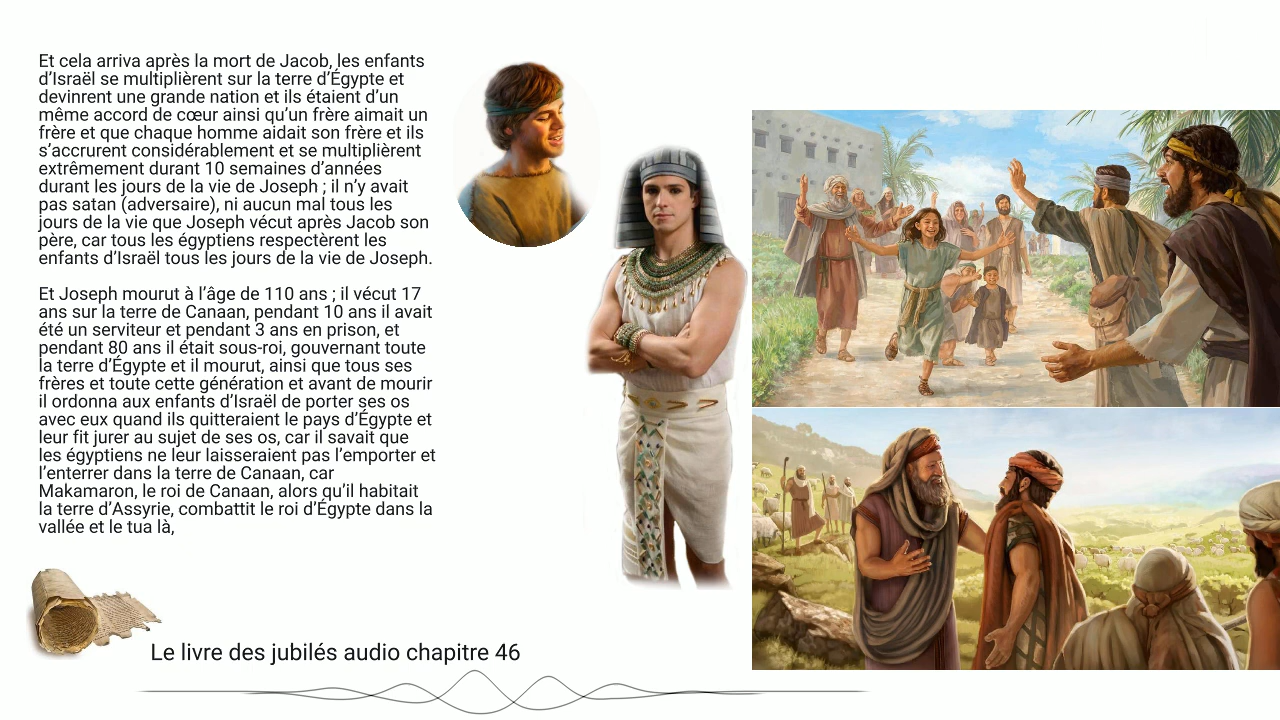 Et cela arriva après la mort de Jacob, les enfants
d’Israël se multiplièrent sur la terre d’Égypte et
devinrent une grande nation et ils étaient d’un
même accord de cœur ainsi qu’un frère aimait un
frère et que chaque homme aidait son frère et ils
s’accrurent considérablement et se multiplièrent
extrêmement durant 10 semaines d’années
durant les jours de la vie de Joseph ; il n’y avait
pas satan (adversaire), ni aucun mal tous les
jours de la vie que Joseph vécut après Jacob son
père, car tous les égyptiens respectèrent les
enfants d’Israël tous les jours de la vie de Joseph.
Et Joseph mourut à l’âge de 110 ans ; il vécut 17
ans sur la terre de Canaan, pendant 10 ans il avait
été un serviteur et pendant 3 ans en prison, et
pendant 80 ans il était sous-roi, gouvernant toute
la terre d’Égypte et il mourut, ainsi que tous ses
frères et toute cette génération et avant de mourir
il ordonna aux enfants d’Israël de porter ses os
avec eux quand ils quitteraient le pays d’Égypte et
leur fit jurer au sujet de ses os, car il savait que
les égyptiens ne leur laisseraient pas l’emporter et
l’enterrer dans la terre de Canaan, car
Makamaron, le roi de Canaan, alors qu’il habitait
la terre d’Assyrie, combattit le roi d’Égypte dans la
vallée et le tua là,
Le livre des jubilés audio chapitre 46